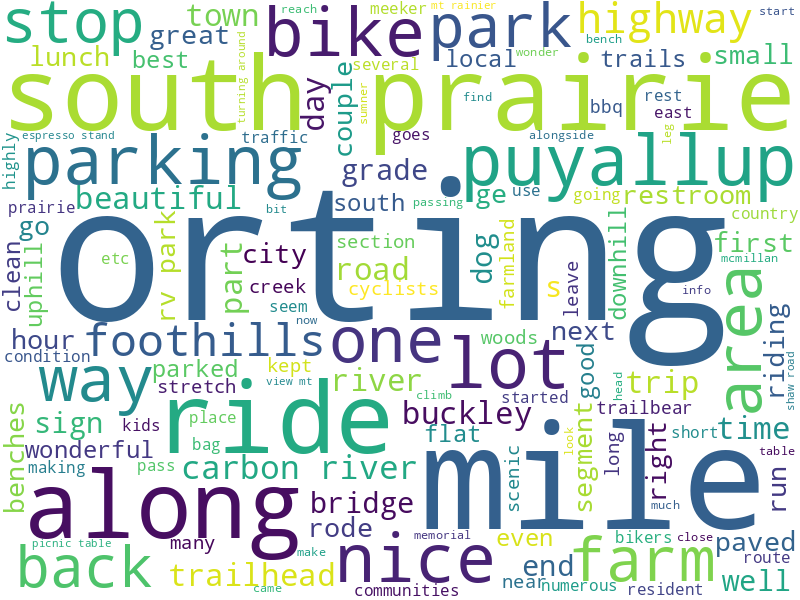 stop
town
great
reach
meeker
mt rainier
highway
start
bike
park
bench
lunch
best
turning around
day
couple
several
local
wonder
trails
small
south prairie
sumner
find
bbq
rest
east
leg
highly
espresso stand
traffic
goes
alongside
parking
grade
puyallup
beautiful
prairie
bit
south
passing
ge
use
going
restroom
country
go
orting
clean
uphill
etc
rv park
part
city
section
road
dog
farmland
s
leave
downhill
first
mcmillan
creek
cyclists
seem
info
area
now
hour
foothills
one
lot
woods
next
riding
shaw road
condition
parked
kept
view mt
river
good
trip
stretch
way
sign
kids
place
ride
climb
started
head
buckley
trailbear
benches
wonderful
bag
flat
segment
short
time
look
long
right
making
pass
carbon river
scenic
mile
table
run
along
bridge
much
rode
memorial
even
bikers
close
paved
picnic table
many
make
nice
end
farm
route
back
trailhead
came
communities
near
numerous
resident
well